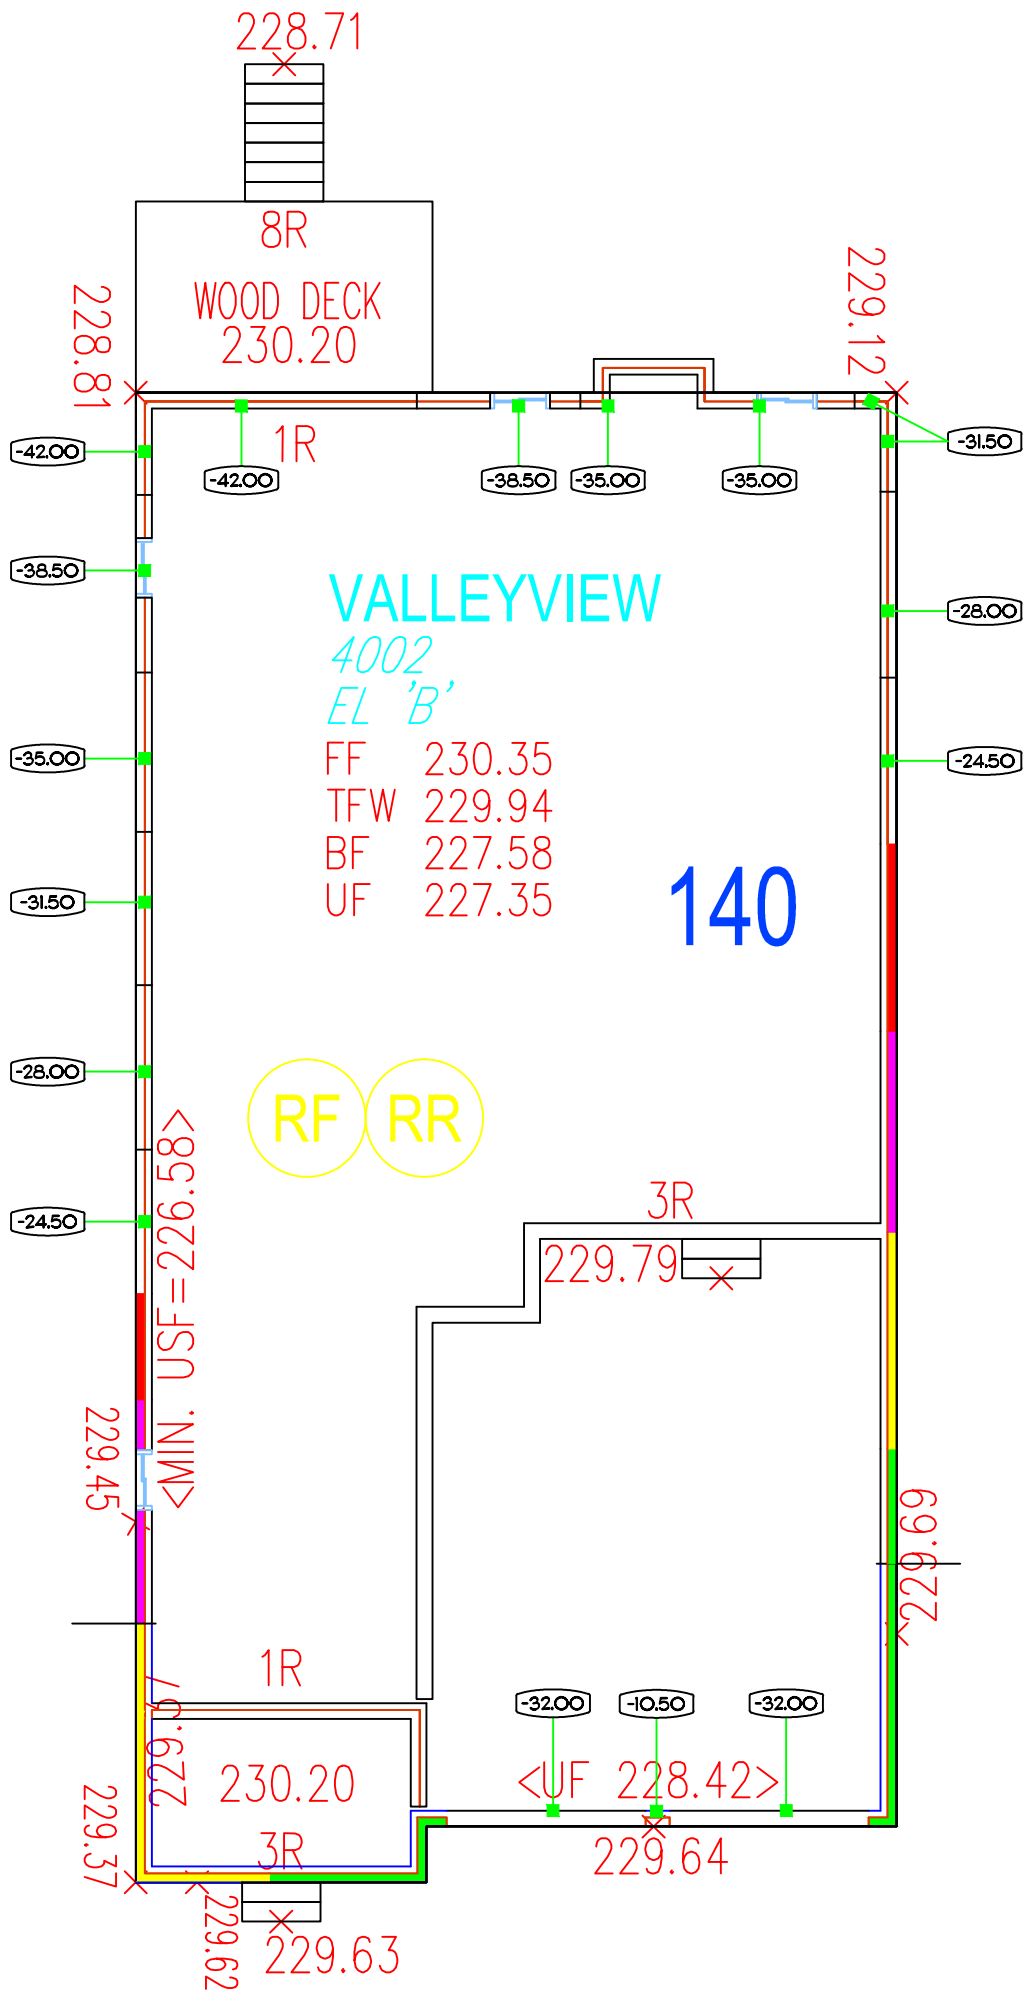 228.71
8R
WOOD DECK
230.20
228.81
229.12
1R
-42.00
-42.00
-38.50
-35.00
-35.00
-31.50
-38.50
-28.00
VALLEYVIEW
4002
EL 'B'
FF 230.35
TFW 229.94
BF 227.58
UF 227.35
-35.00
-24.50
140
-31.50
-28.00
RF RR
<MIN. USF=226.58>
-24.50
3R
229.79
229.45
229.69
1R
229.57
-32.00
-10.50
-32.00
230.20
<UF 228.42>
229.37
3R
229.64
229.62
229.63